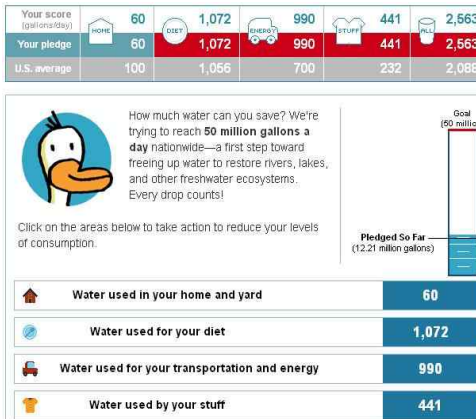 Your score 60 1,072 990 441 2,563
(gallons/day) HOME DIET ENERGY STUFF ALL
Your pledge 60 1,072 990 441 2,563
U.S. average 100 1,056 700 232 2,088
How much water can you save? We're
trying to reach 50 million gallons a
day nationwide—a first step toward
freeing up water to restore rivers, lakes,
and other freshwater ecosystems.
Every drop counts!
Click on the areas below to take action to reduce your levels
of consumption.
Goal
(50 millio
Pledged So Far
(12.21 million gallons)
Water used in your home and yard 60
Water used for your diet 1,072
Water used for your transportation and energy 990
Water used by your stuff 441